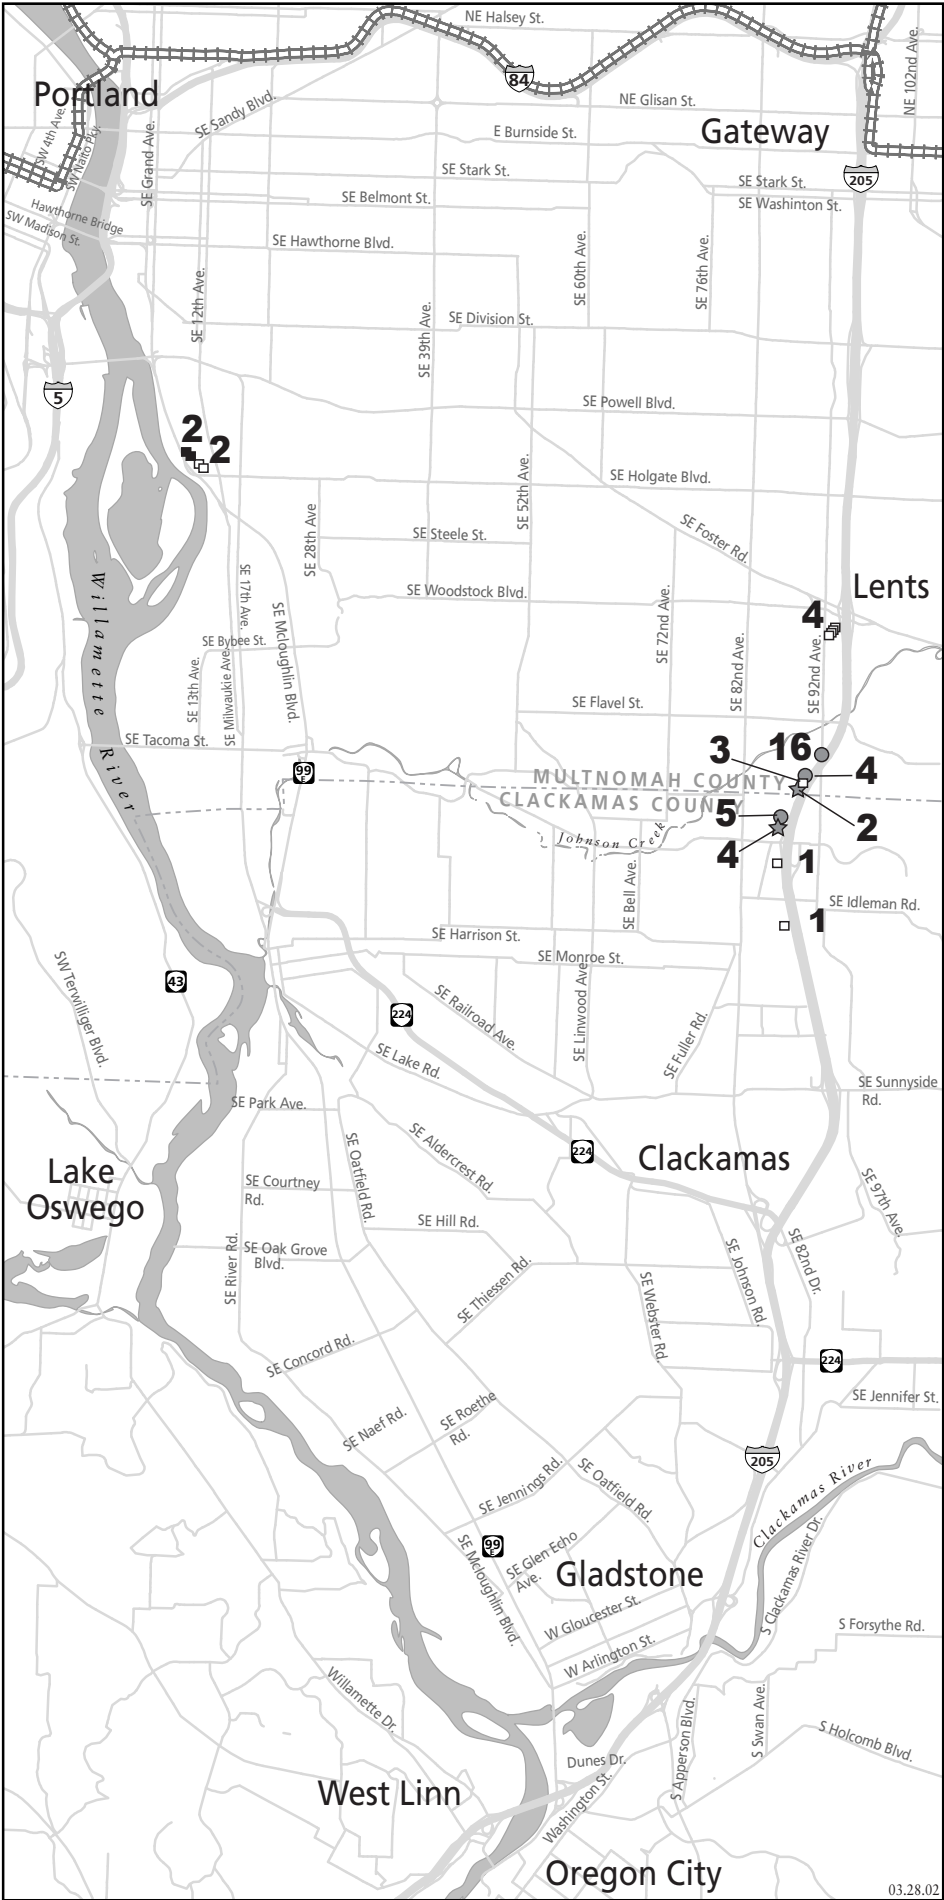 NE Halsey St.
84
Portland
NE 102nd Ave.
NE Glisan St.
SE Sandy Blvd.
SW 4th Ave.
SW Naito Pky.
SE Grand Ave.
E Burnside St.
Gateway
SE Stark St.
SE Stark St.
205
SE Belmont St.
SE Washinton St.
Hawthorne Bridge
SW Madison St.
SE Hawthorne Blvd.
SE 60th Ave.
SE 76th Ave.
SE 12th Ave.
SE 39th Ave.
SE Division St.
5
SE Powell Blvd.
2
2
SE Holgate Blvd.
SE 52th Ave.
SE 28th Ave
SE Steele St.
SE Foster Rd.
Lents
Willamette River
SE 17th Ave.
SE Mcloughlin Blvd.
SE Woodstock Blvd.
SE 72nd Ave.
4
SE Bybee St.
SE 82nd Ave.
SE 92nd Ave.
SE 13th Ave.
SE Milwaukie Ave.
SE Flavel St.
SE Tacoma St.
3
16
99
E
MULTNOMAH COUNTY
4
CLACKAMAS COUNTY
5
2
Johnson Creek
4
1
SE Bell Ave.
SE Idleman Rd.
1
SE Harrison St.
SE Monroe St.
SW Terwilliger Blvd.
43
SE Railroad Ave.
SE Linwood Ave
224
SE Fuller Rd.
SE Lake Rd.
SE Sunnyside
Rd.
SE Park Ave.
SE Oatfield Rd.
SE Aldercrest Rd.
224
Clackamas
Lake
Oswego
SE Courtney
Rd.
SE 97th Ave.
SE Hill Rd.
SE River Rd.
SE Oak Grove
Blvd.
SE Johnson Rd.
SE 82nd Dr.
SE Thiessen Rd.
SE Webster Rd.
SE Concord Rd.
224
SE Jennifer St.
SE Naef Rd.
SE Roethe
Rd.
205
SE Jennings Rd.
SE Oatfield Rd.
Clackamas River
99
E
SE Mcloughlin Blvd.
SE Glen Echo
Ave.
Gladstone
S Clackamas River Dr.
W Gloucester St.
S Forsythe Rd.
W Arlington St.
Willamette Dr.
S Apperson Blvd.
S Swan Ave.
S Holcomb Blvd.
Dunes Dr.
West Linn
Washington St.
Oregon City
03.28.02